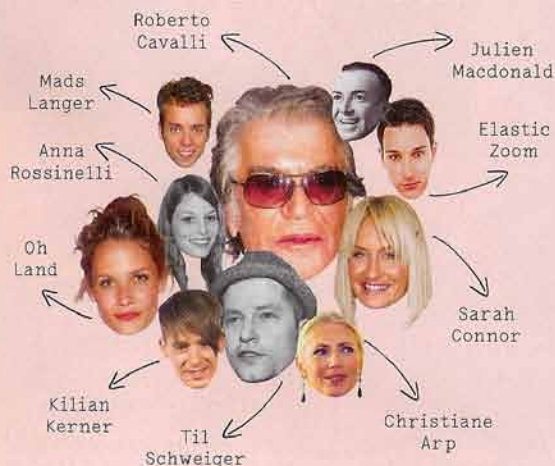 Roberto
Cavalli
Julien
Macdonald
Mads
Langer
Elastic
Zoom
Anna
Rossinelli
Oh
Land
Sarah
Connor
Kilian
Kerner
Christiane
Arp
Til
Schweiger